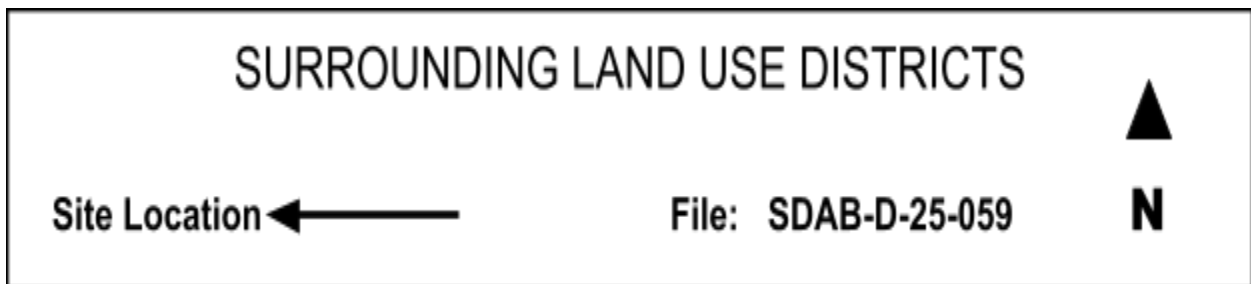 SURROUNDING LAND USE DISTRICTS
Site Location File: SDAB-D-25-059 N